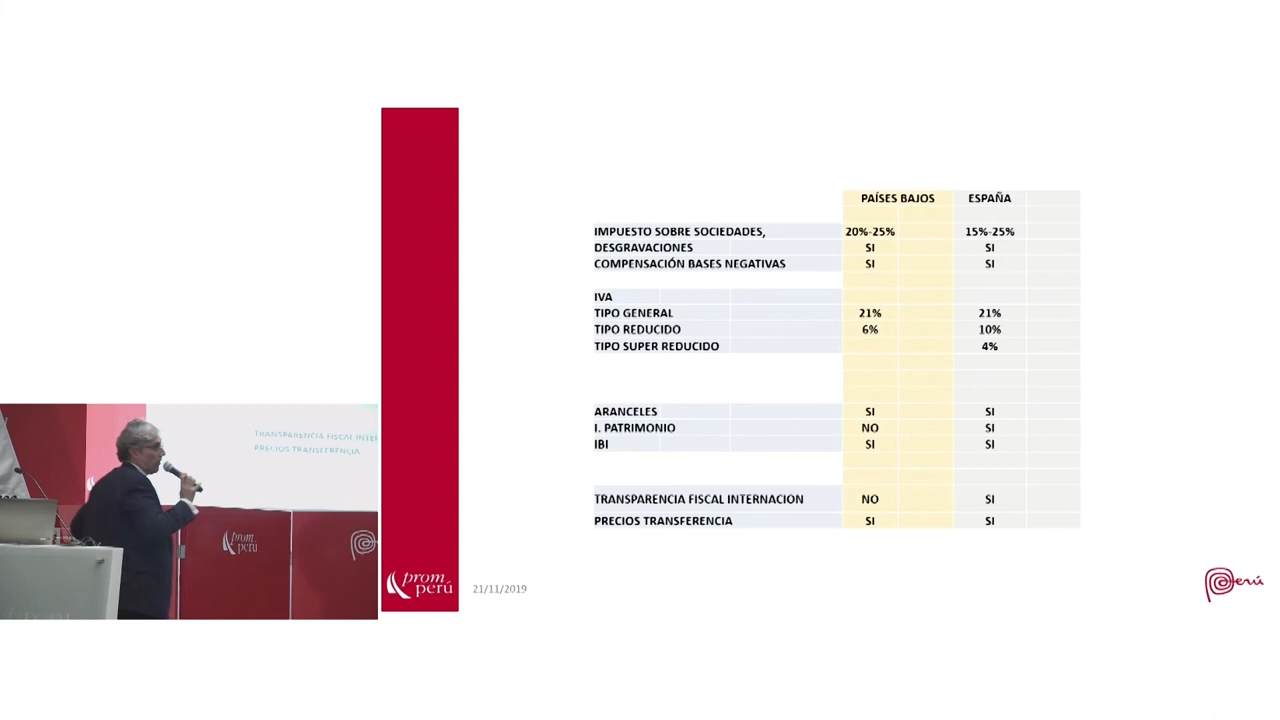 PAÍSES BAJOS ESPAÑA
IMPUESTO SOBRE SOCIEDADES, 20%-25% 15%-25%
DESGRAVACIONES SI SI
COMPENSACIÓN BASES NEGATIVAS SI SI
IVA
TIPO GENERAL 21% 21%
TIPO REDUCIDO 6% 10%
TIPO SUPER REDUCIDO 4%
ARANCELES SI SI
I. PATRIMONIO NO SI
IBI SI SI
TRANSPARENCIA FISCAL INTERNACION NO SI
PRECIOS TRANSFERENCIA SI SI
prom
perú
21/11/2019
Perú
TRANSPARENCIA FISCAL INTER
PRECIOS TRANSFERENCIA
prom
perú